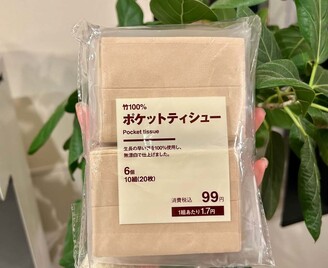 竹100%
ポケットティシュー
Pocket tissue
生長の早い竹を100%使用し、
無漂白で仕上げました。
6個
10組(20枚)
消費税込 99円
1組あたり 1.7円